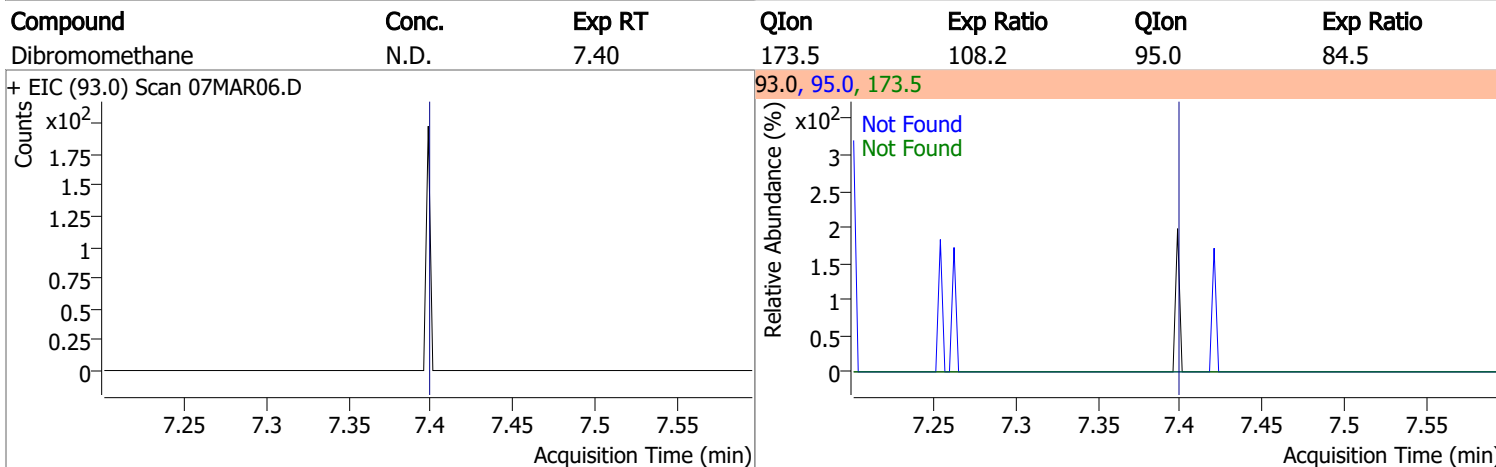 Compound Conc. Exp RT QIon Exp Ratio QIon Exp Ratio
Dibromomethane N.D. 7.40 173.5 108.2 95.0 84.5
+ EIC (93.0) Scan 07MAR06.D
Counts
x10²
1.75
1.5
1.25
1
0.75
0.5
0.25
0
7.25 7.3 7.35 7.4 7.45 7.5 7.55
Acquisition Time (min)
93.0, 95.0, 173.5
Relative Abundance (%)
x10²
Not Found
Not Found
3
2.5
2
1.5
1
0.5
0
7.25 7.3 7.35 7.4 7.45 7.5 7.55
Acquisition Time (min)